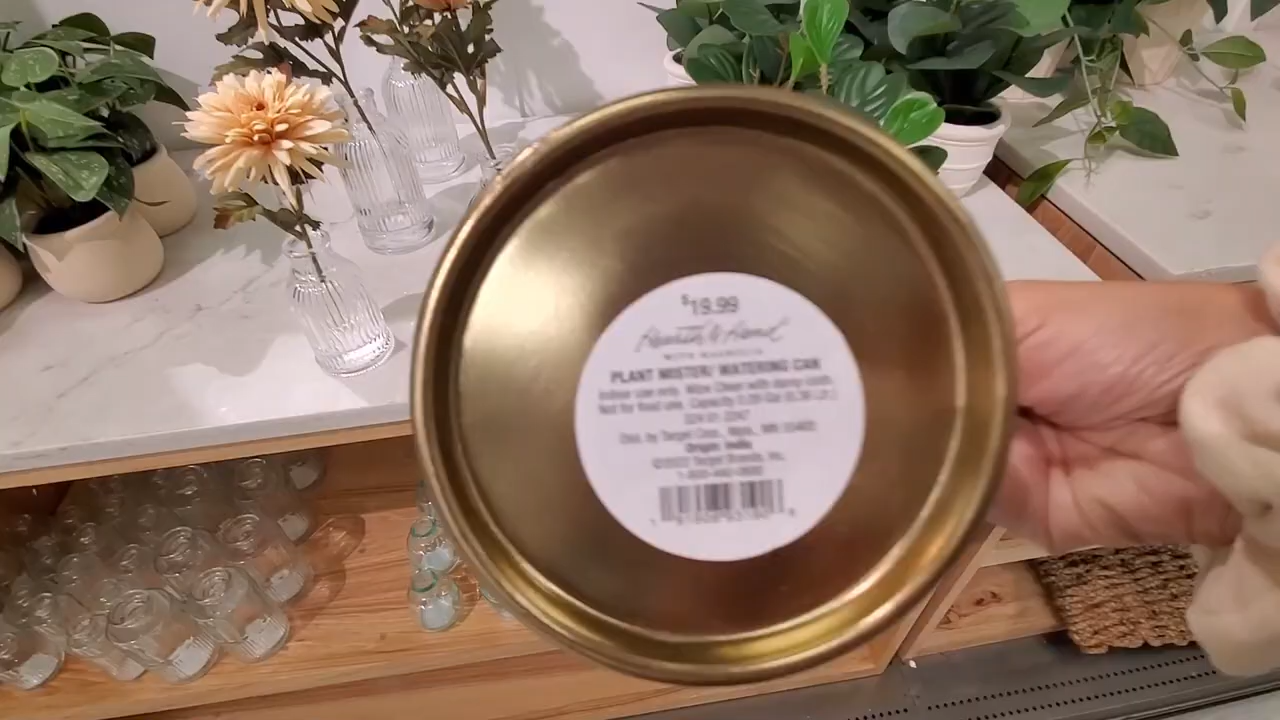 $19.99
Hearth & Hand
WITH MAGNOLIA
PLANT MISTER/ WATERING CAN
Indoor use only. Wipe Clean with damp cloth.
Not for food use. Capacity
Dist. by Target Corp., Mpls., MN 55403
Origin: India
Target Brands, Inc.